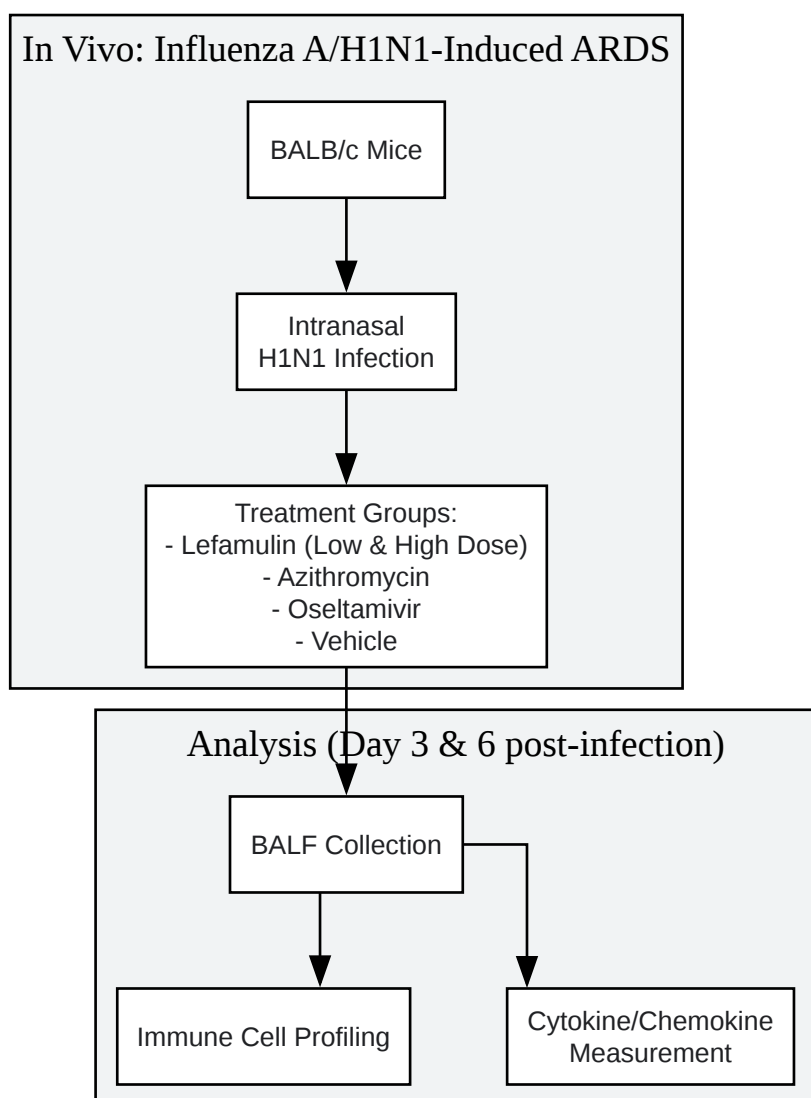 In Vivo: Influenza A/H1N1-Induced ARDS
BALB/c Mice
Intranasal
H1N1 Infection
Treatment Groups:
- Lefamulin (Low & High Dose)
- Azithromycin
- Oseltamivir
- Vehicle
Analysis (Day 3 & 6 post-infection)
BALF Collection
Immune Cell Profiling
Cytokine/Chemokine
Measurement